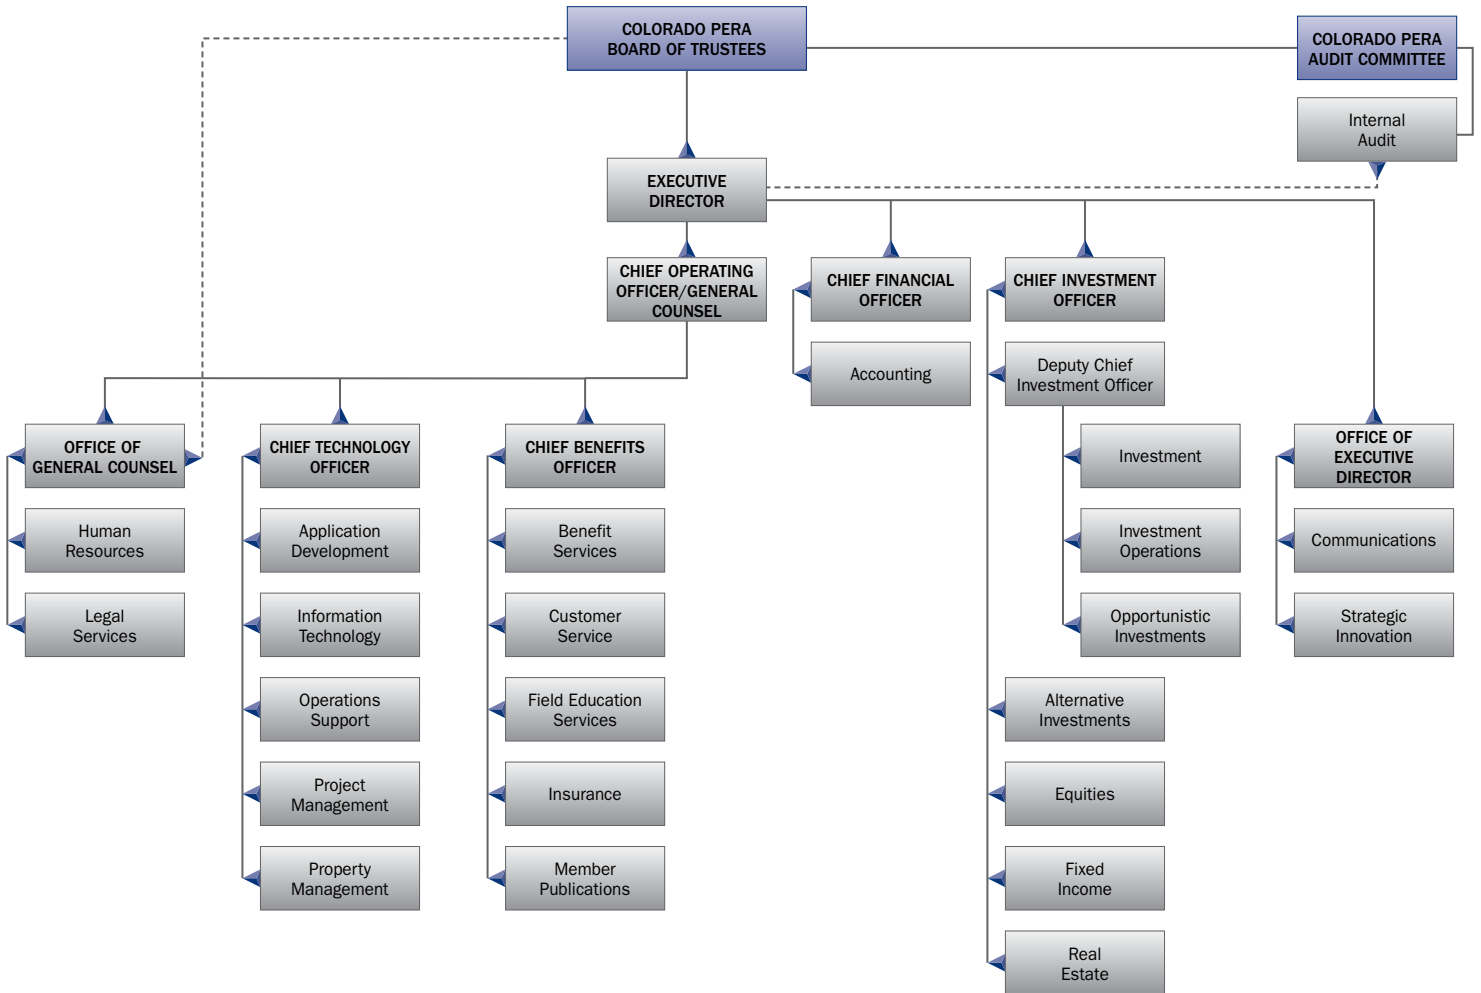 COLORADO PERA
BOARD OF TRUSTEES
COLORADO PERA
AUDIT COMMITTEE
Internal
Audit
EXECUTIVE
DIRECTOR
CHIEF OPERATING
OFFICER/GENERAL
COUNSEL
CHIEF FINANCIAL
OFFICER
Accounting
CHIEF INVESTMENT
OFFICER
Deputy Chief
Investment Officer
Investment
Investment
Operations
Opportunistic
Investments
Alternative
Investments
Equities
Fixed
Income
Real
Estate
OFFICE OF
EXECUTIVE
DIRECTOR
Communications
Strategic
Innovation
OFFICE OF
GENERAL COUNSEL
Human
Resources
Legal
Services
CHIEF TECHNOLOGY
OFFICER
Application
Development
Information
Technology
Operations
Support
Project
Management
Property
Management
CHIEF BENEFITS
OFFICER
Benefit
Services
Customer
Service
Field Education
Services
Insurance
Member
Publications